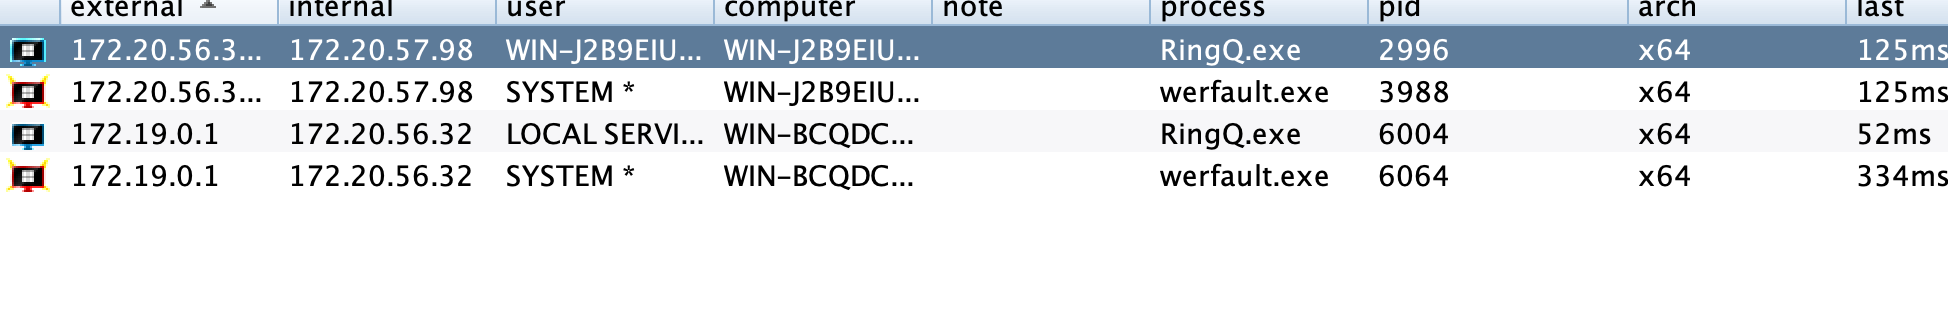 external internal user computer note process pid arch last
172.20.56.3... 172.20.57.98 WIN-J2B9EIU... WIN-J2B9EIU... RingQ.exe 2996 x64 125ms
172.20.56.3... 172.20.57.98 SYSTEM * WIN-J2B9EIU... werfault.exe 3988 x64 125ms
172.19.0.1 172.20.56.32 LOCAL SERVI... WIN-BCQDC... RingQ.exe 6004 x64 52ms
172.19.0.1 172.20.56.32 SYSTEM * WIN-BCQDC... werfault.exe 6064 x64 334ms